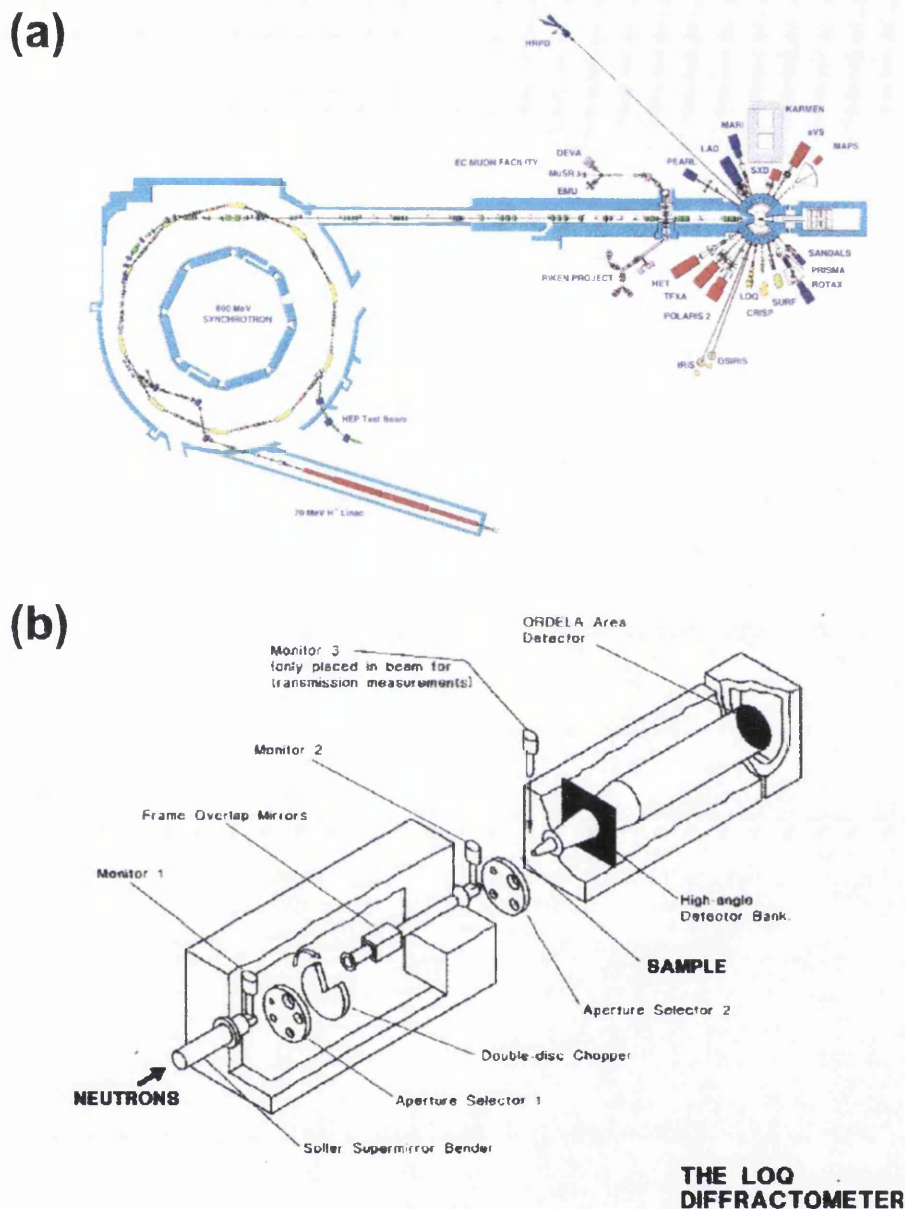 (a)
HRPD
KARMEN
MARI
eVS
LAD
MAPS
DEVA
EC MUON FACILITY
PEARL
SXD
MuSR
EMU
SANDALS
PRISMA
RIKEN PROJECT
HET
ROTAX
TFXA
LOQ
SURF
POLARIS 2
CRISP
800 MeV
SYNCHROTRON
IRIS
OSIRIS
HEP Test Beam
70 MeV H⁻ Linac
(b)
ORDELA Area
Detector
Monitor 3
(only placed in beam for
transmission measurements)
Monitor 2
Frame Overlap Mirrors
Monitor 1
High-angle
Detector Bank.
SAMPLE
Aperture Selector 2
Double-disc Chopper
NEUTRONS
Aperture Selector 1
Soller Supermirror Bender
THE LOQ
DIFFRACTOMETER